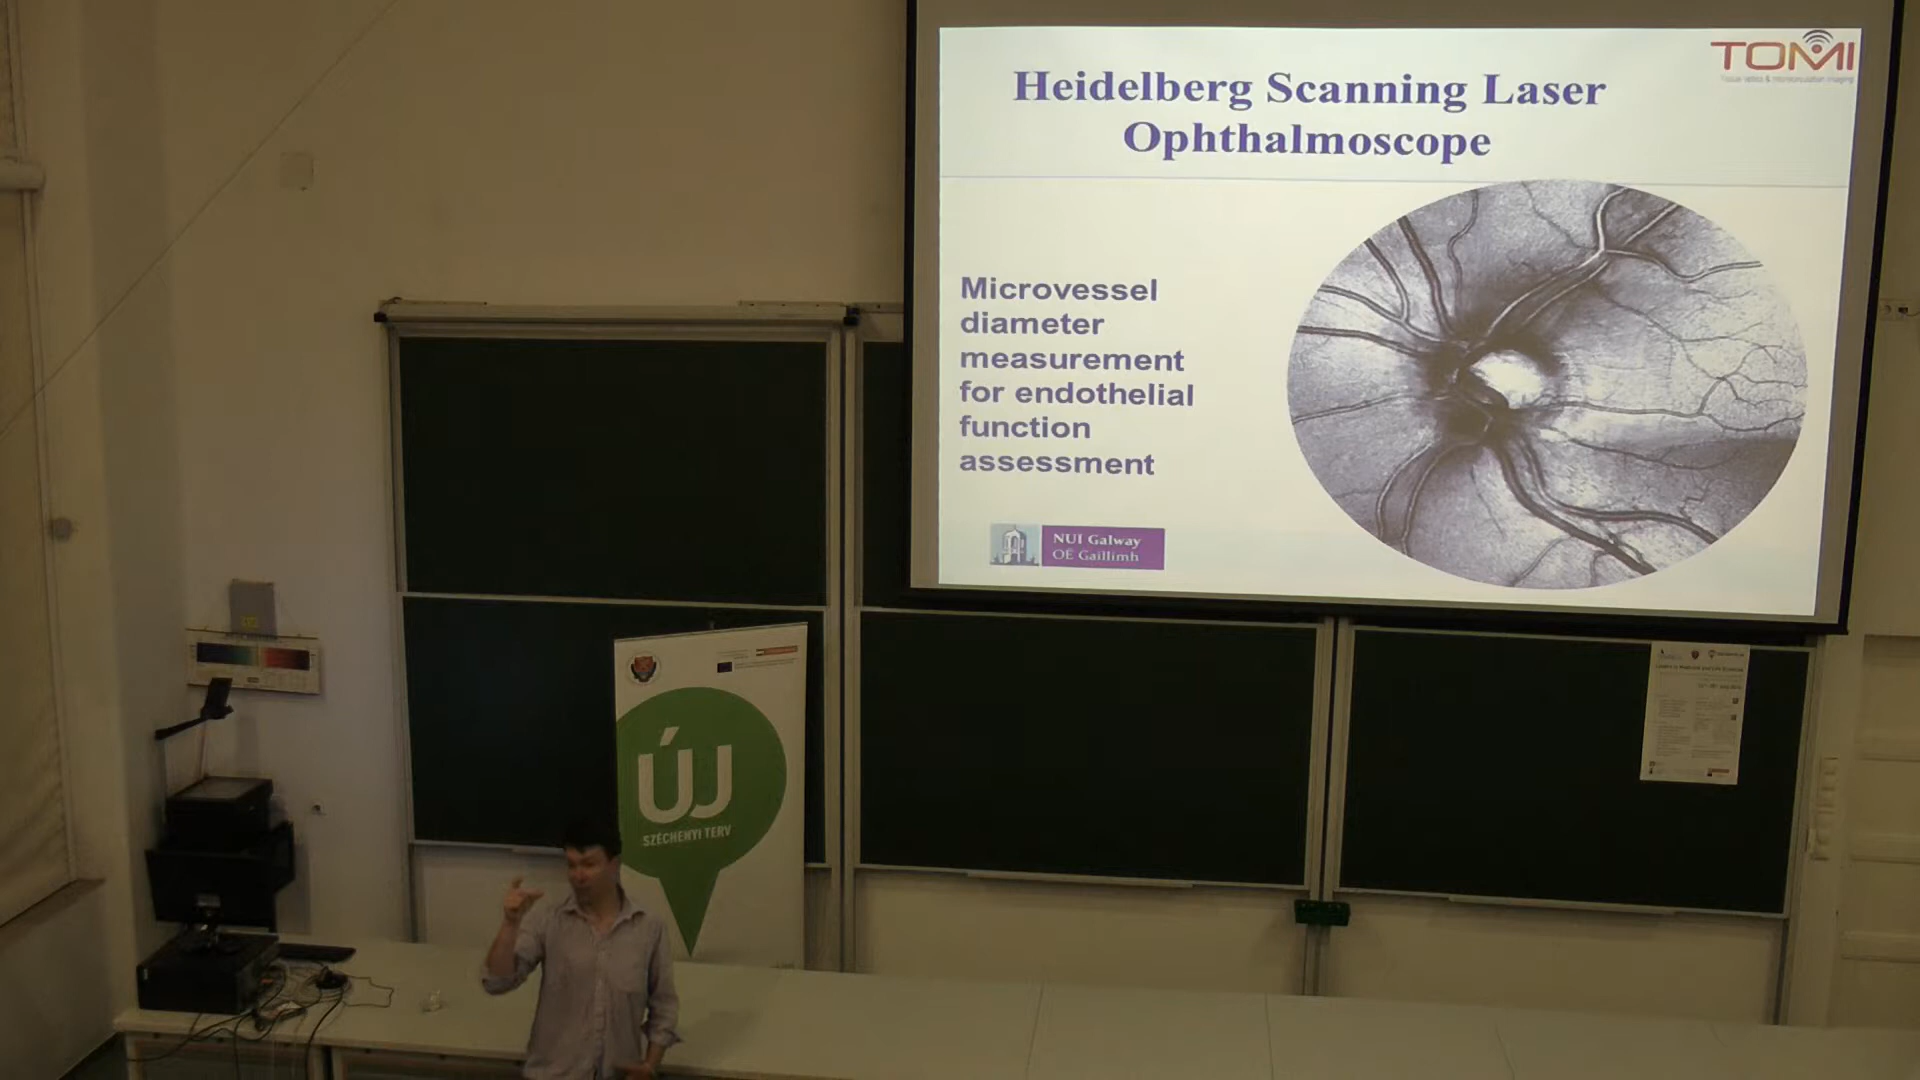 TOMI
Heidelberg Scanning Laser
Ophthalmoscope
Microvessel
diameter
measurement
for endothelial
function
assessment
NUI Galway
OÉ Gaillimh
ÚJ
SZÉCHENYI TERV